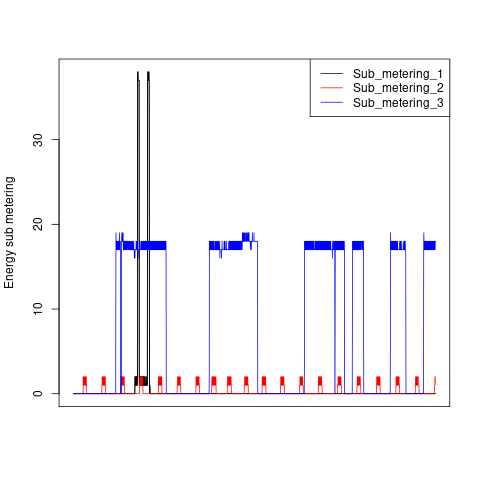 Sub_metering_1
Sub_metering_2
Sub_metering_3
Energy sub metering
30
20
10
0